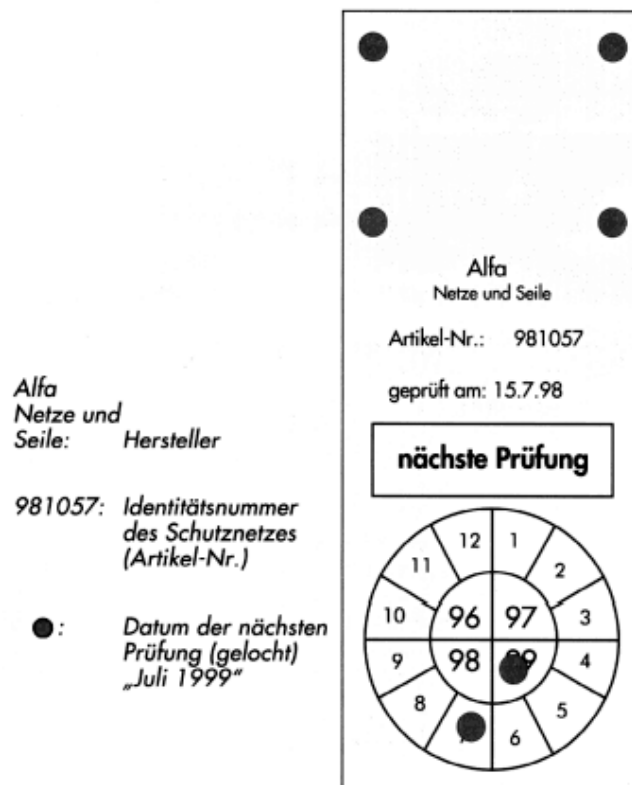 Alfa
Netze und
Seile: Hersteller
981057: Identitätsnummer
des Schutznetzes
(Artikel-Nr.)
: Datum der nächsten
Prüfung (gelocht)
„Juli 1999“
Alfa
Netze und Seile
Artikel-Nr.: 981057
geprüft am: 15.7.98
nächste Prüfung
12 1
11 2
10 96 97 3
9 98 99 4
8 5
7 6